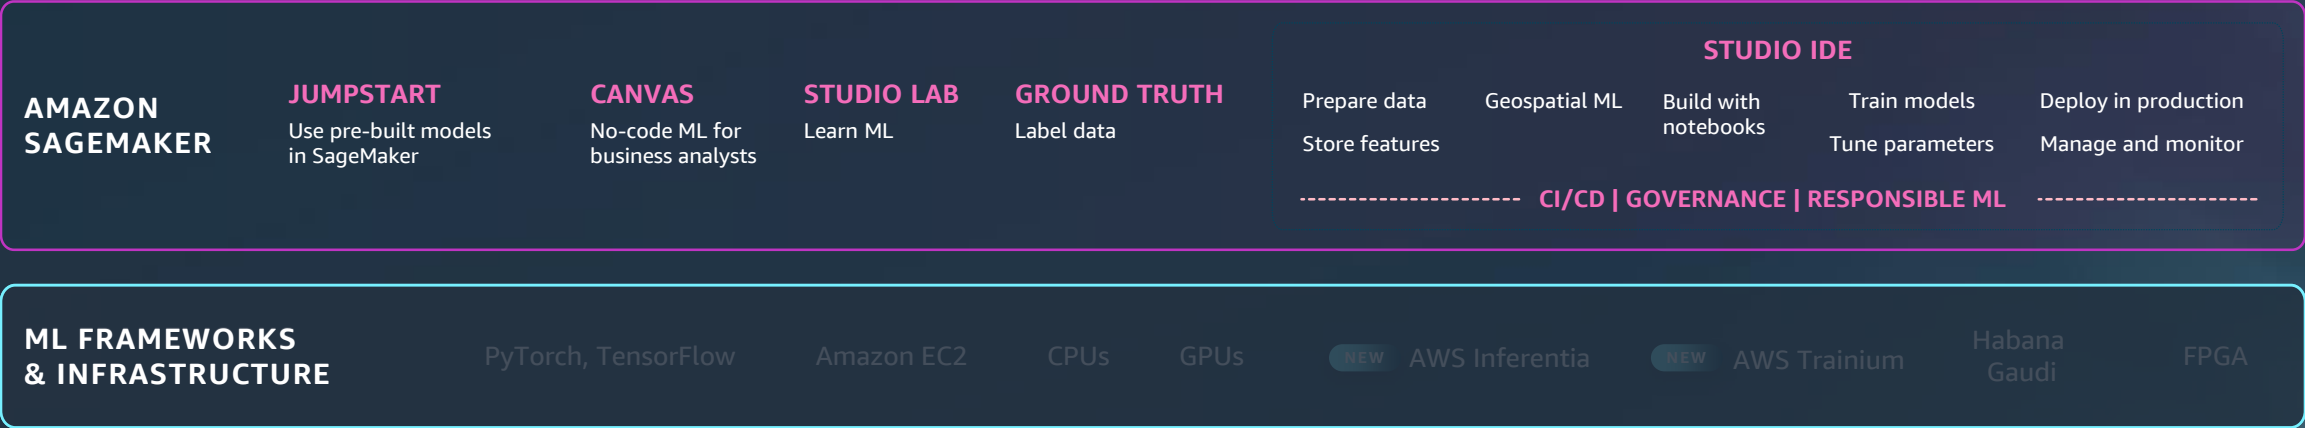 AMAZON
SAGEMAKER
JUMPSTART
Use pre-built models
in SageMaker
CANVAS
No-code ML for
business analysts
STUDIO LAB
Learn ML
GROUND TRUTH
Label data
STUDIO IDE
Prepare data
Store features
Geospatial ML
Build with
notebooks
Train models
Tune parameters
Deploy in production
Manage and monitor
CI/CD | GOVERNANCE | RESPONSIBLE ML
ML FRAMEWORKS
& INFRASTRUCTURE
PyTorch, TensorFlow
Amazon EC2
CPUs
GPUs
NEW AWS Inferentia
NEW AWS Trainium
Habana
Gaudi
FPGA